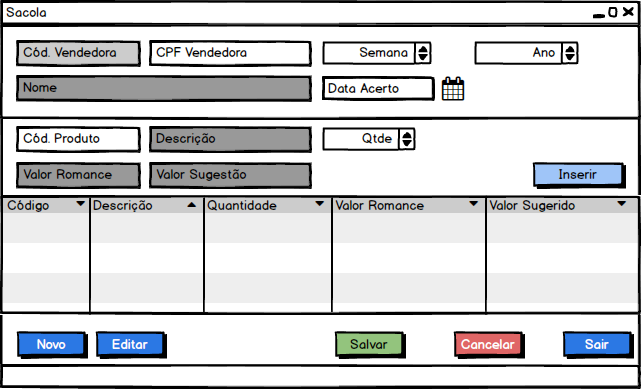 Sacola
Cód. Vendedora CPF Vendedora Semana Ano
Nome Data Acerto
Cód. Produto Descrição Qtde
Valor Romance Valor Sugestão Inserir
Código Descrição Quantidade Valor Romance Valor Sugerido
Novo Editar Salvar Cancelar Sair